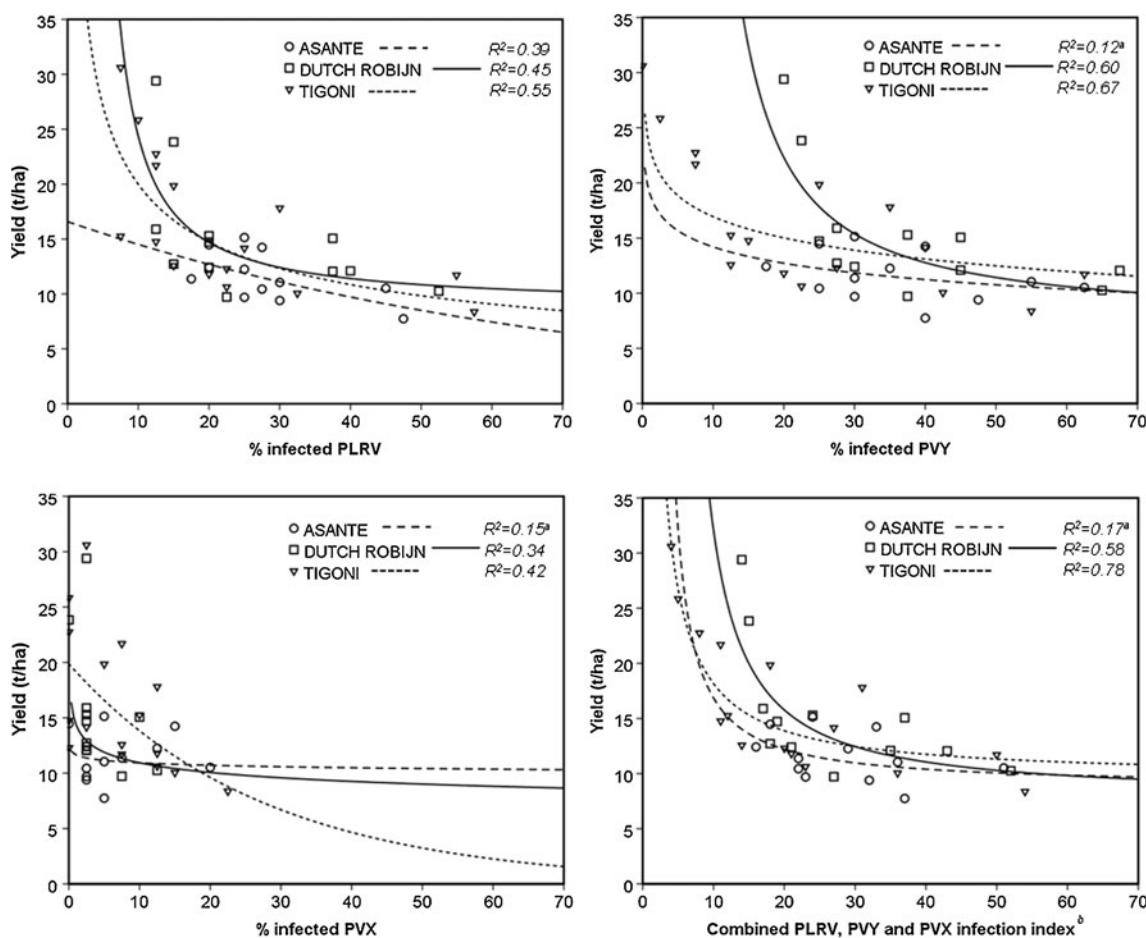 35
30
25
20
15
10
5
0
Yield (t/ha)
ASANTE R²=0.39
DUTCH ROBIJN R²=0.45
TIGONI R²=0.55
0 10 20 30 40 50 60 70
% infected PLRV
35
30
25
20
15
10
5
0
Yield (t/ha)
ASANTE R²=0.12ᵃ
DUTCH ROBIJN R²=0.60
TIGONI R²=0.67
0 10 20 30 40 50 60 70
% infected PVY
35
30
25
20
15
10
5
0
Yield (t/ha)
ASANTE R²=0.15ᵃ
DUTCH ROBIJN R²=0.34
TIGONI R²=0.42
0 10 20 30 40 50 60 70
% infected PVX
35
30
25
20
15
10
5
0
Yield (t/ha)
ASANTE R²=0.17ᵃ
DUTCH ROBIJN R²=0.58
TIGONI R²=0.78
0 10 20 30 40 50 60 70
Combined PLRV, PVY and PVX infection indexᵇ